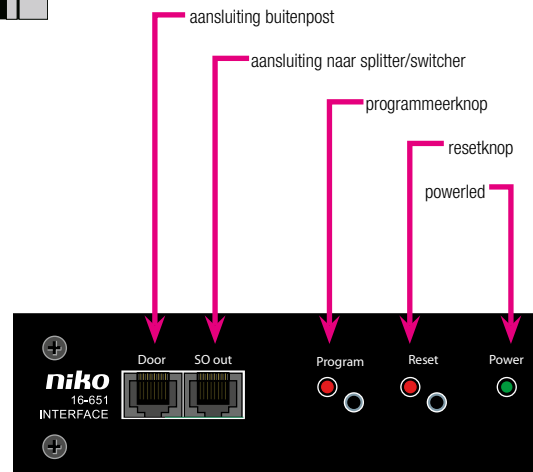 aansluiting buitenpost
aansluiting naar splitter/switcher
programmeerknop
resetknop
powerled
Door
SO out
Program
Reset
Power
niko
16-651
INTERFACE